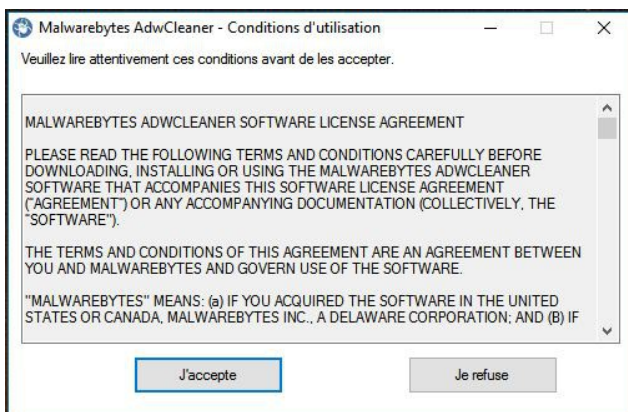 Malwarebytes AdwCleaner - Conditions d'utilisation
Veuillez lire attentivement ces conditions avant de les accepter.
MALWAREBYTES ADWCLEANER SOFTWARE LICENSE AGREEMENT
PLEASE READ THE FOLLOWING TERMS AND CONDITIONS CAREFULLY BEFORE
DOWNLOADING, INSTALLING OR USING THE MALWAREBYTES ADWCLEANER
SOFTWARE THAT ACCOMPANIES THIS SOFTWARE LICENSE AGREEMENT
("AGREEMENT") OR ANY ACCOMPANYING DOCUMENTATION (COLLECTIVELY, THE
"SOFTWARE").
THE TERMS AND CONDITIONS OF THIS AGREEMENT ARE AN AGREEMENT BETWEEN
YOU AND MALWAREBYTES AND GOVERN USE OF THE SOFTWARE.
"MALWAREBYTES" MEANS: (a) IF YOU ACQUIRED THE SOFTWARE IN THE UNITED
STATES OR CANADA, MALWAREBYTES INC., A DELAWARE CORPORATION; AND (B) IF
J'accepte
Je refuse